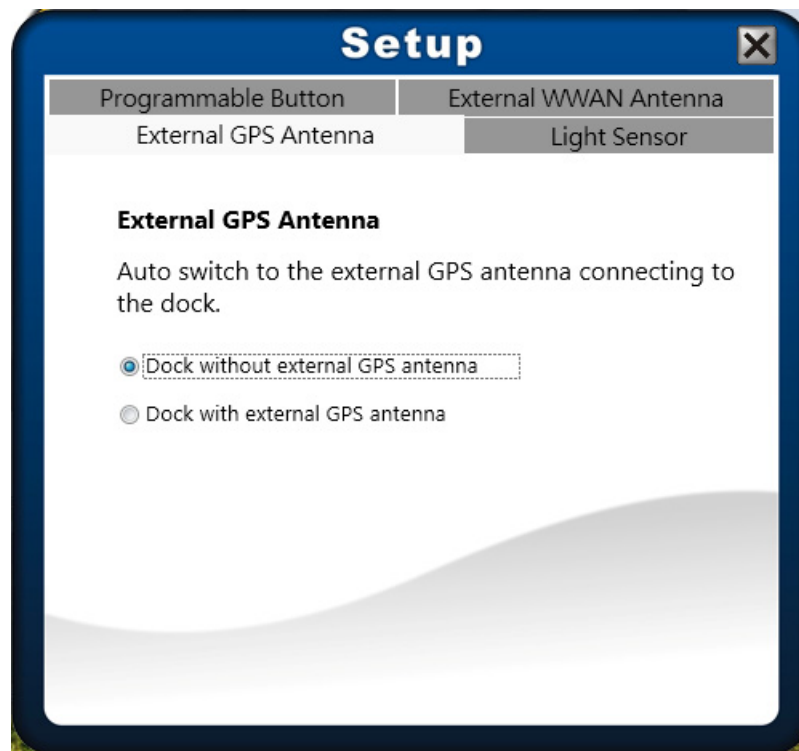 Setup
Programmable Button
External WWAN Antenna
External GPS Antenna
Light Sensor
External GPS Antenna
Auto switch to the external GPS antenna connecting to
the dock.
Dock without external GPS antenna
Dock with external GPS antenna